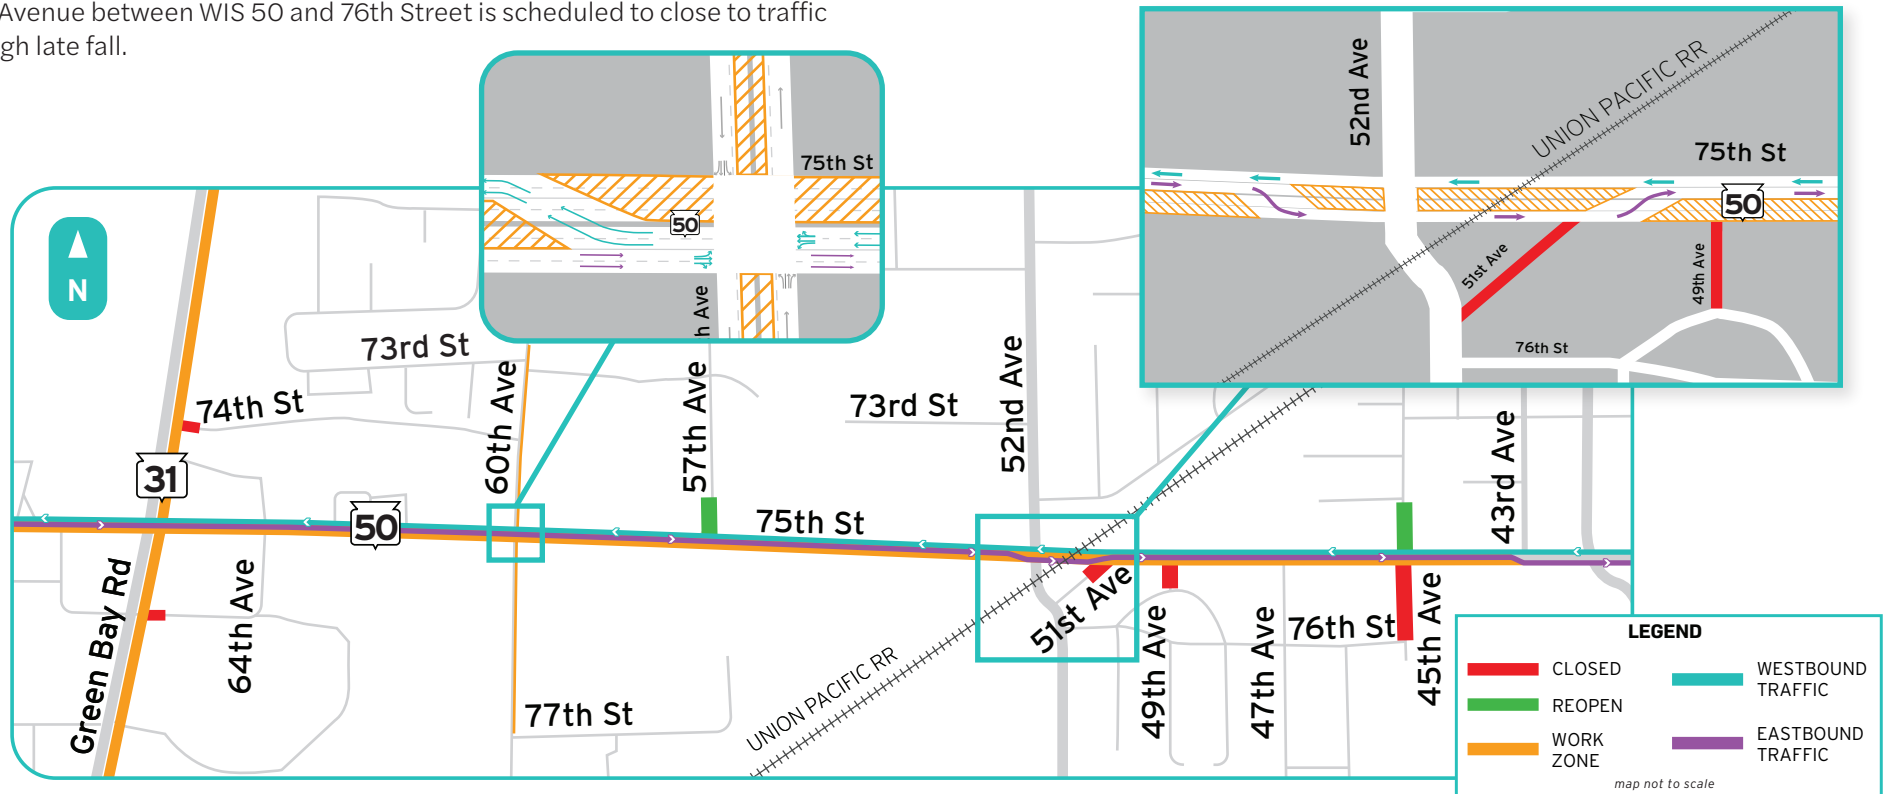 Avenue between WIS 50 and 76th Street is scheduled to close to traffic
gh late fall.
75th St
50
h Ave
52nd Ave
UNION PACIFIC RR
75th St
50
51st Ave
49th Ave
76th St
N
73rd St
74th St
31
50
60th Ave
57th Ave
75th St
73rd St
52nd Ave
43rd Ave
Green Bay Rd
64th Ave
77th St
UNION PACIFIC RR
51st Ave
49th Ave
47th Ave
76th St
45th Ave
LEGEND
CLOSED
REOPEN
WORK
ZONE
WESTBOUND
TRAFFIC
EASTBOUND
TRAFFIC
map not to scale